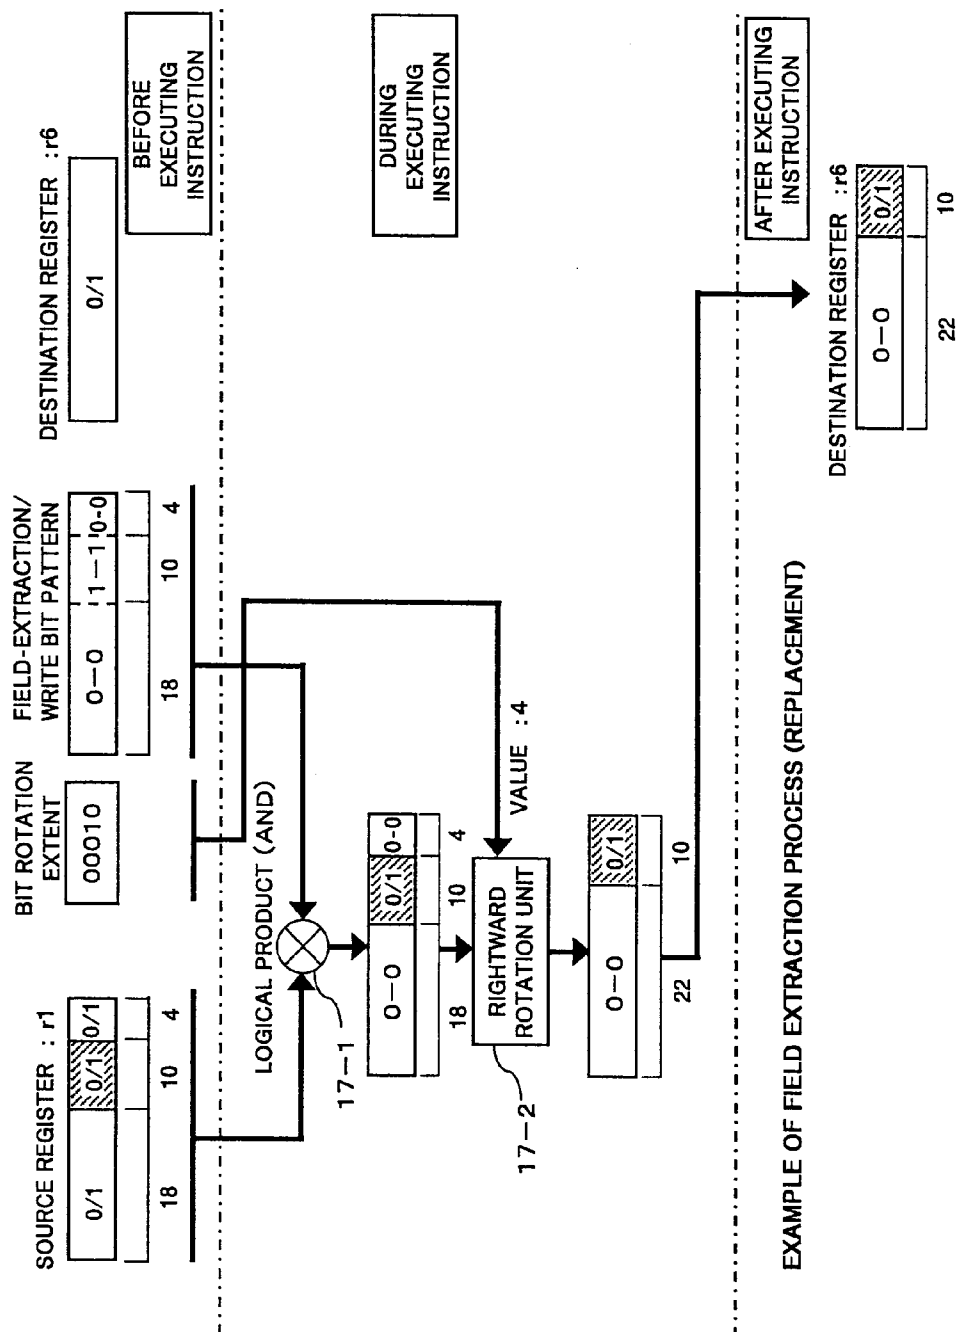 SOURCE REGISTER : r1
0/1 0/1 0/1
18 10 4
BIT ROTATION
EXTENT
00010
FIELD-EXTRACTION/
WRITE BIT PATTERN
0—0 1—1 0-0
18 10 4
DESTINATION REGISTER :r6
0/1
BEFORE
EXECUTING
INSTRUCTION
LOGICAL PRODUCT (AND)
17-1
0—0 0/1 0-0
18 10 4
VALUE :4
RIGHTWARD
ROTATION UNIT
17-2
0—0 0/1
22 10
DURING
EXECUTING
INSTRUCTION
AFTER EXECUTING
INSTRUCTION
DESTINATION REGISTER :r6
0—0 0/1
22 10
EXAMPLE OF FIELD EXTRACTION PROCESS (REPLACEMENT)